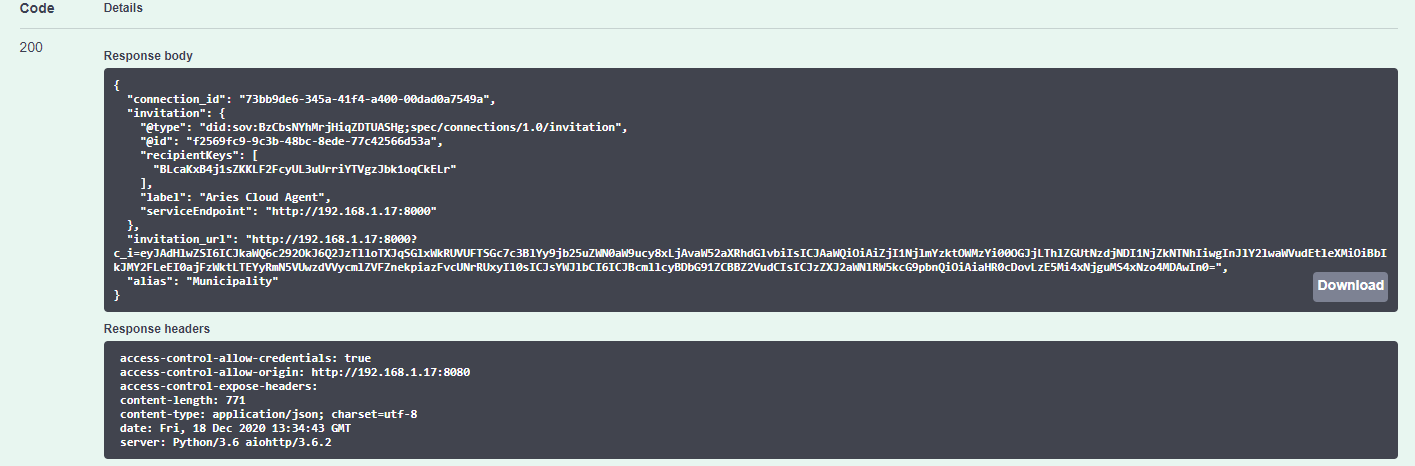 Code Details
200
Response body
{
  "connection_id": "73bb9de6-345a-41f4-a400-00dad0a7549a",
  "invitation": {
    "@type": "did:sov:BzCbsNYhMrjHiqZDTUASHg;spec/connections/1.0/invitation",
    "@id": "f2569fc9-9c3b-48bc-8ede-77c42566d53a",
    "recipientKeys": [
      "BLcaKxB4j1sZKKLF2FcyUL3uUrriYTVgzJbk1oqCkELr"
    ],
    "label": "Aries Cloud Agent",
    "serviceEndpoint": "http://192.168.1.17:8000"
  },
  "invitation_url": "http://192.168.1.17:8000?
  "alias": "Municipality"
}
Download
Response headers
access-control-allow-credentials: true
access-control-allow-origin: http://192.168.1.17:8080
access-control-expose-headers:
content-length: 771
content-type: application/json; charset=utf-8
date: Fri, 18 Dec 2020 13:34:43 GMT
server: Python/3.6 aiohttp/3.6.2